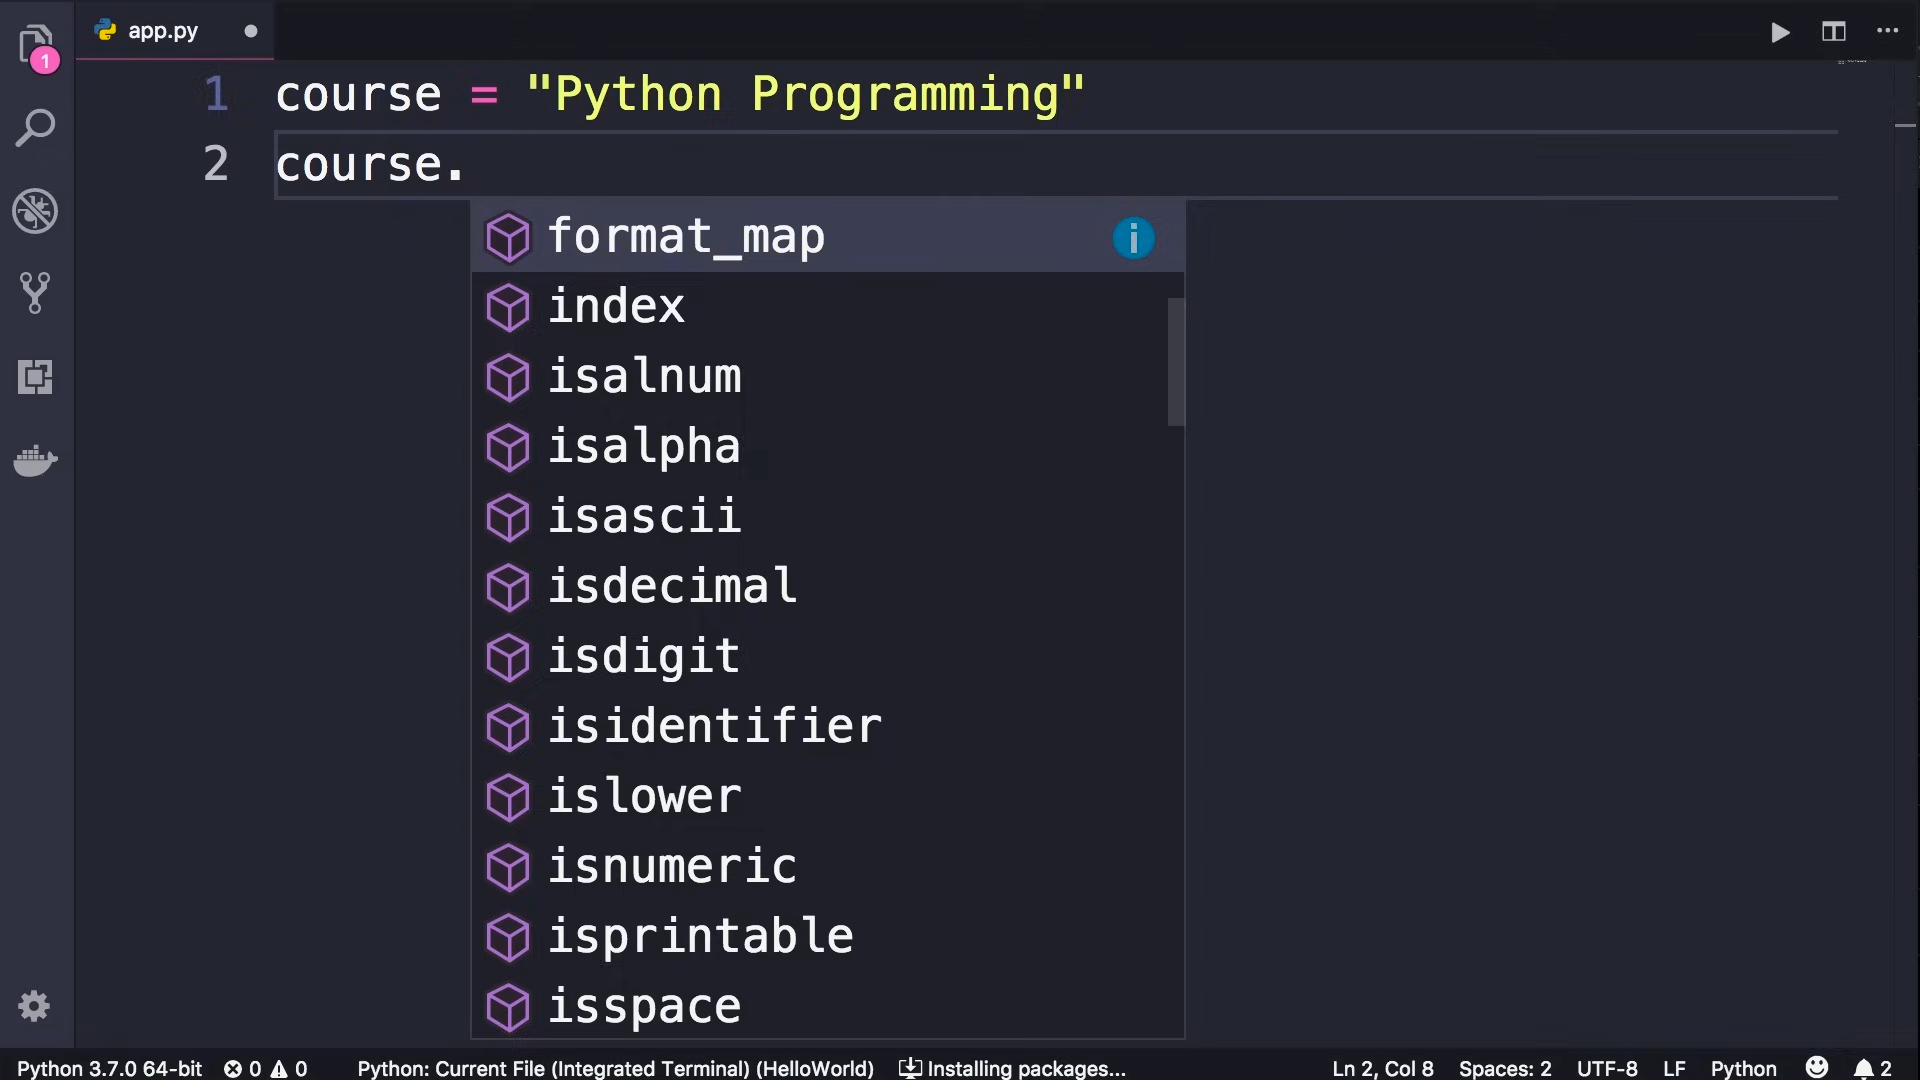 app.py
1
1 course = "Python Programming"
2 course.
format_map
index
isalnum
isalpha
isascii
isdecimal
isdigit
isidentifier
islower
isnumeric
isprintable
isspace
Python 3.7.0 64-bit 0 0 Python: Current File (Integrated Terminal) (HelloWorld) Installing packages... Ln 2, Col 8 Spaces: 2 UTF-8 LF Python 2